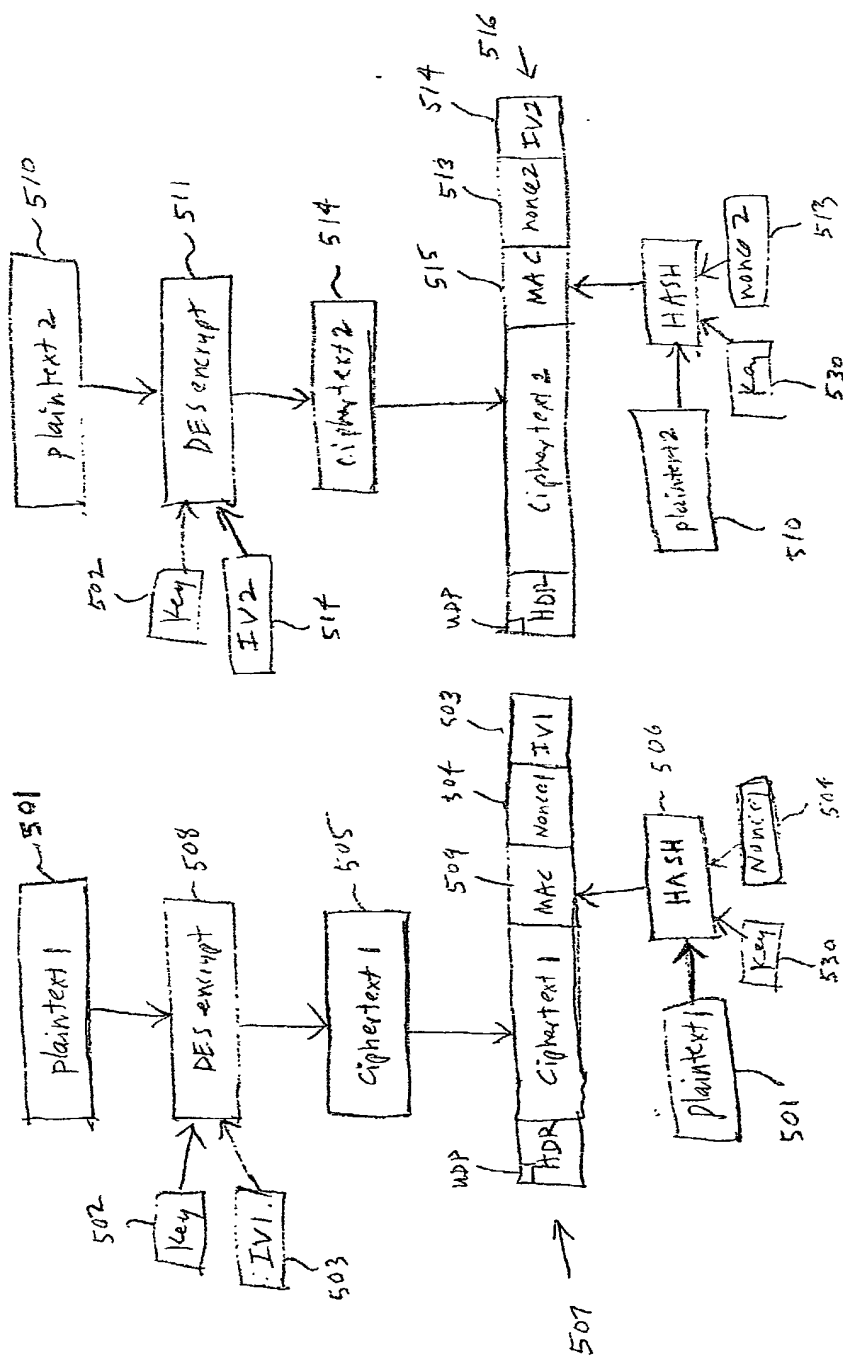 plaintext 1
501
502
Key
DES encrypt
508
IV1.
503
Ciphertext 1
505
507
UDP
HDR
Ciphertext 1
MAC
Nonce1
IV1
509
504
503
HASH
506
plaintext 1
501
Key
530
Nonce1
504
plaintext 2
510
502
Key
DES encrypt
511
IV2
514
Ciphertext2
514
UDP
HDR
Ciphertext 2
MAC
nonce2
IV2
515
513
514
516
HASH
plaintext2
510
Key
530
nonce 2
513